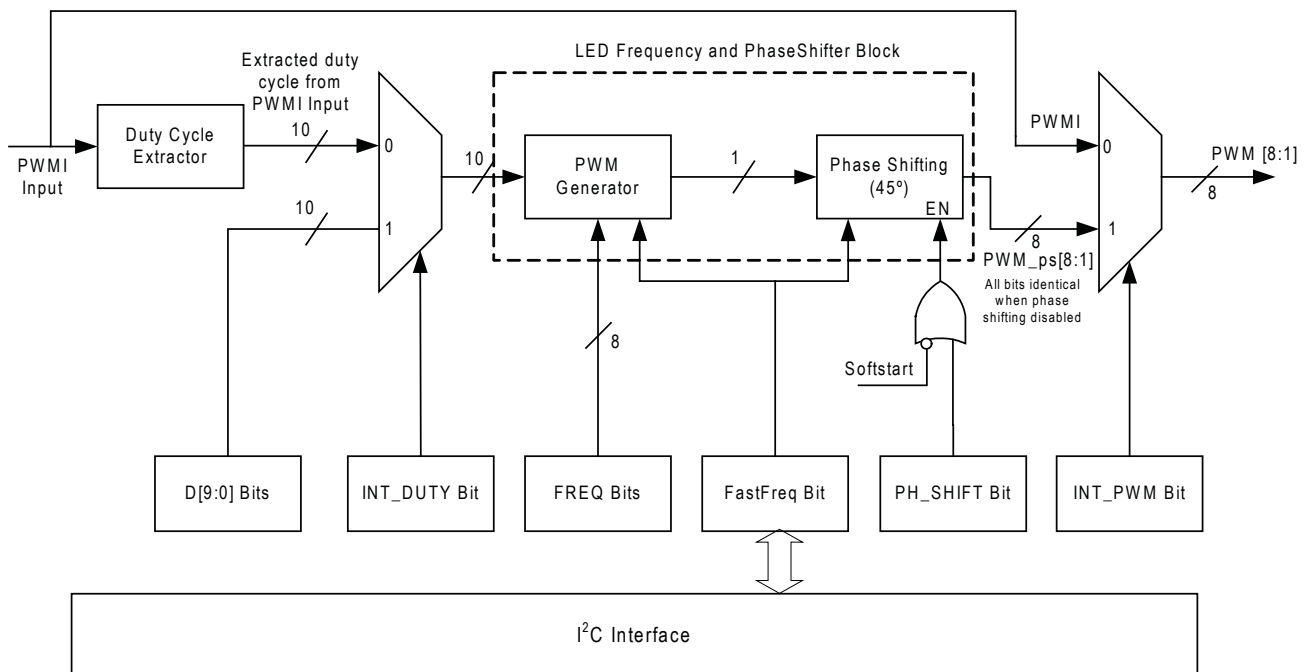 LED Frequency and PhaseShifter Block
Extracted duty
cycle from
PWMI Input
10
Duty Cycle
Extractor
PWMI
Input
0
10
1
10
PWM
Generator
1
Phase Shifting
(45º)
EN
PWMI
0
1
PWM [8:1]
8
8
PWM_ps[8:1]
All bits identical
when phase
shifting disabled
8
Softstart
D[9:0] Bits
INT_DUTY Bit
FREQ Bits
FastFreq Bit
PH_SHIFT Bit
INT_PWM Bit
I²C Interface